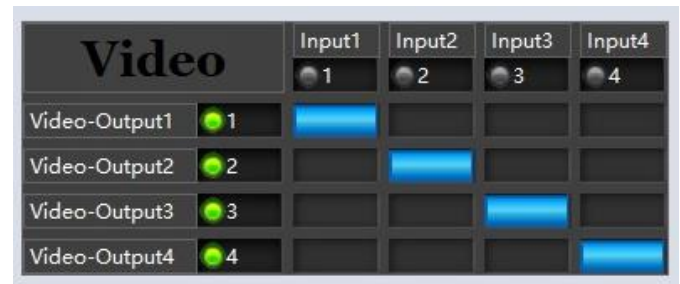 Video
Input1 Input2 Input3 Input4
1 2 3 4
Video-Output1 1
Video-Output2 2
Video-Output3 3
Video-Output4 4